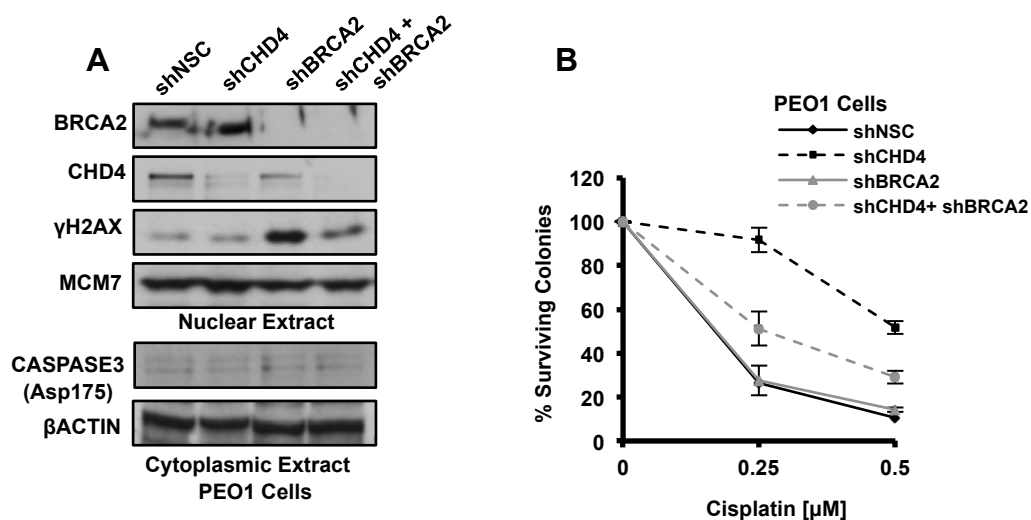 A
shNSC
shCHD4
shBRCA2
shCHD4 +
shBRCA2
BRCA2
CHD4
γH2AX
MCM7
Nuclear Extract
CASPASE3
(Asp175)
βACTIN
Cytoplasmic Extract
PEO1 Cells
B
PEO1 Cells
shNSC
shCHD4
shBRCA2
shCHD4+ shBRCA2
% Surviving Colonies
120
100
80
60
40
20
0
0
0.25
0.5
Cisplatin [µM]